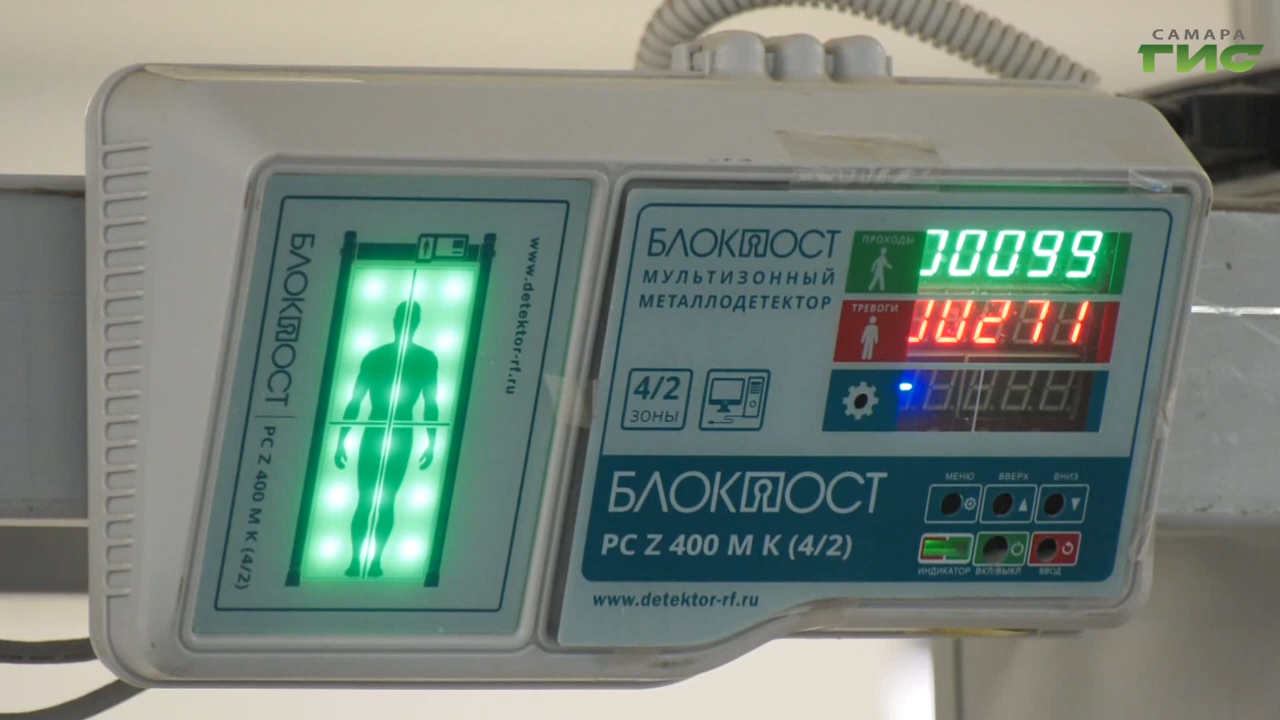 САМАРА
ГИС
БЛОКПОСТ
PC Z 400 M K (4/2)
www.detektor-rf.ru
БЛОКПОСТ
МУЛЬТИЗОННЫЙ
МЕТАЛЛОДЕТЕКТОР
4/2
ЗОНЫ
ПРОХОДЫ
00099
ТРЕВОГИ
00271
БЛОКПОСТ
PC Z 400 M K (4/2)
www.detektor-rf.ru
МЕНЮ ВВЕРХ ВНИЗ
ИНДИКАТОР ВКЛ/ВЫКЛ ВВОД